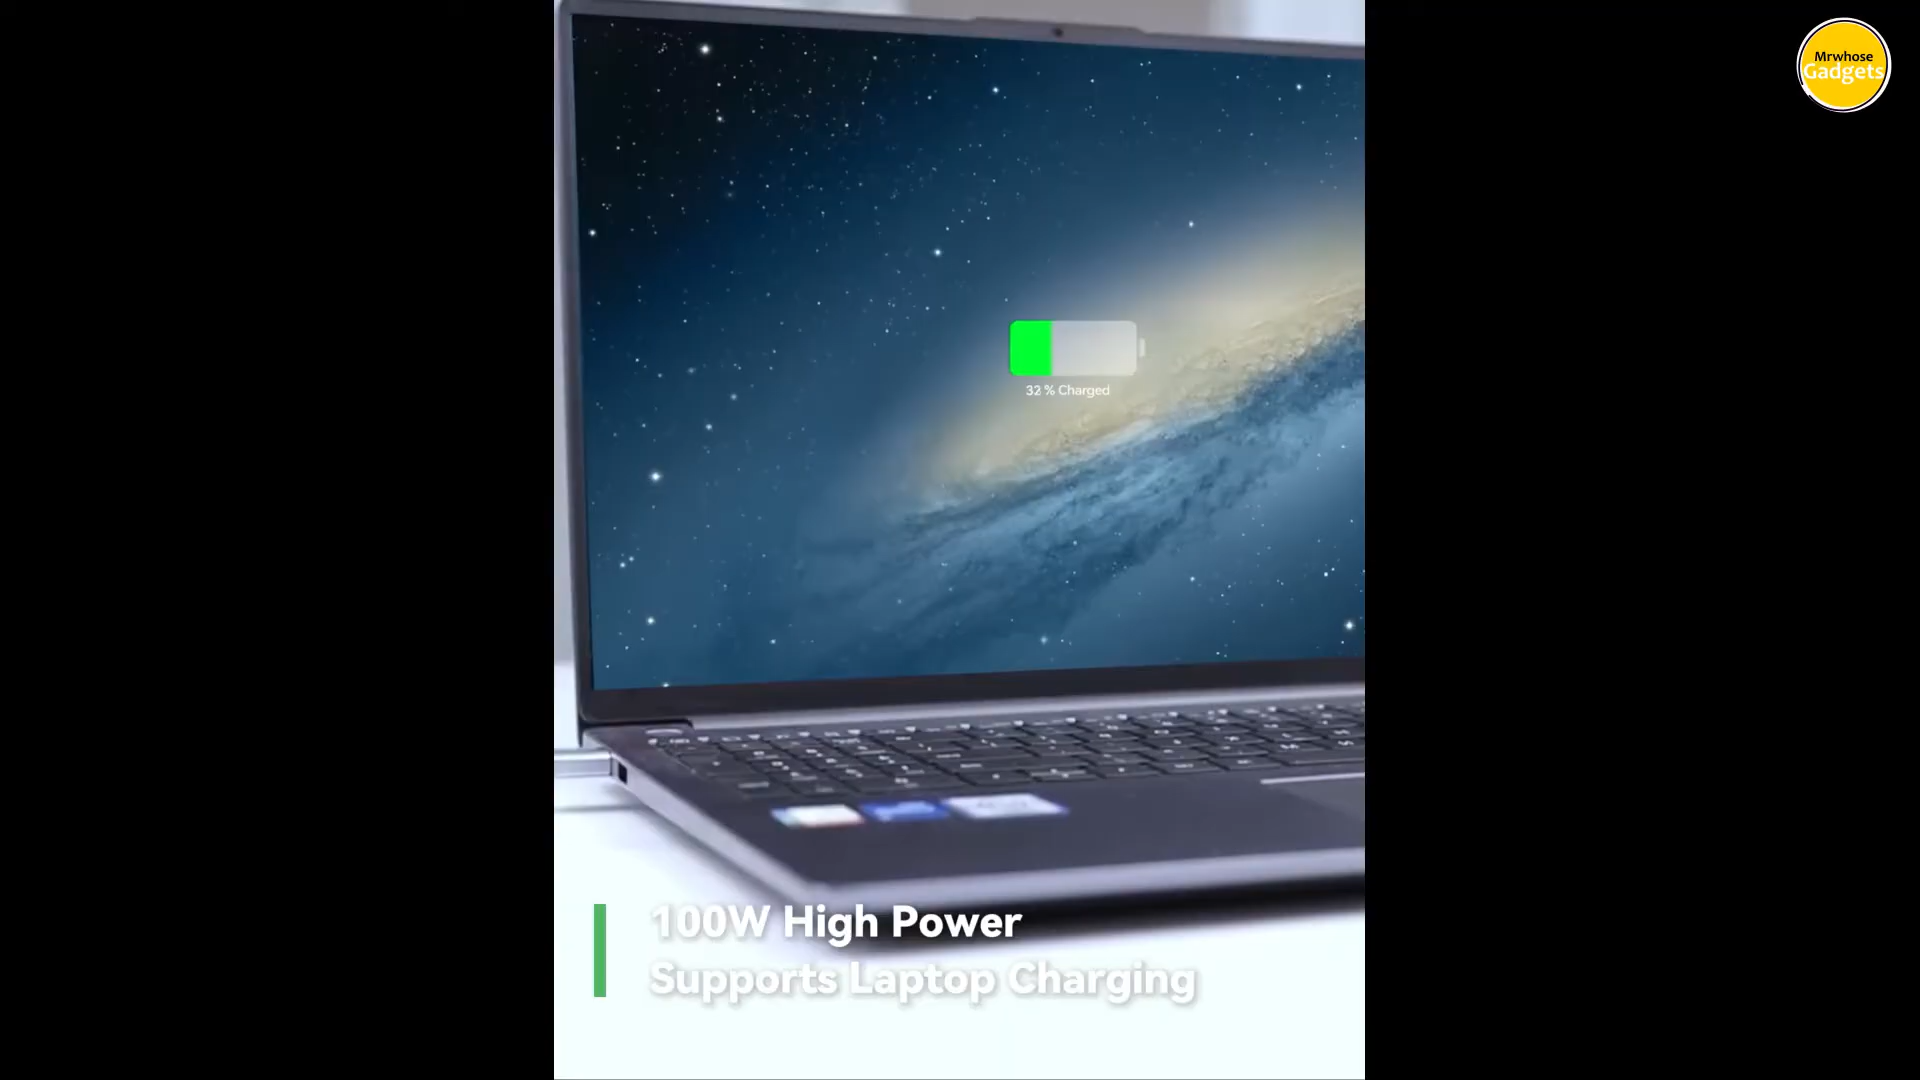 Mrwhose
Gadgets
32 % Charged
100W High Power
Supports Laptop Charging